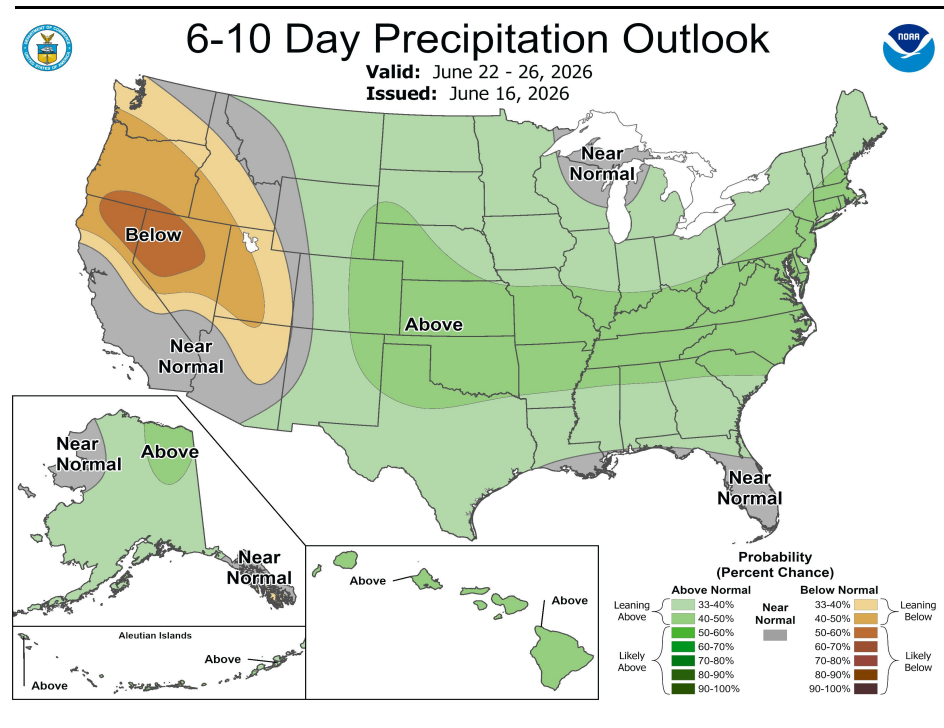 6-10 Day Precipitation Outlook
Valid: June 22 - 26, 2026
Issued: June 16, 2026
NOAA
Below
Near
Normal
Above
Near
Normal
Near
Normal
Near
Normal
Above
Near
Normal
Aleutian Islands
Above
Above
Above
Above
Probability
(Percent Chance)
Above Normal
Below Normal
Leaning
Above
Likely
Above
33-40%
40-50%
50-60%
60-70%
70-80%
80-90%
90-100%
Near
Normal
33-40%
40-50%
50-60%
60-70%
70-80%
80-90%
90-100%
Leaning
Below
Likely
Below